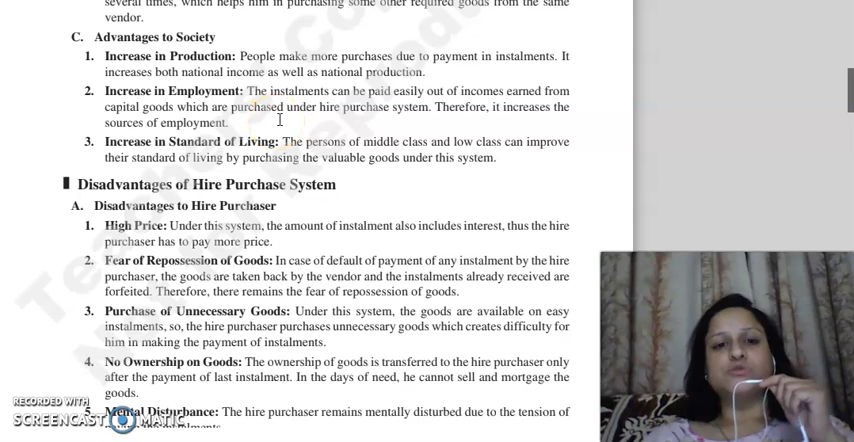 several times, which helps him in purchasing some other required goods from the same
vendor.
C. Advantages to Society
1. Increase in Production: People make more purchases due to payment in instalments. It
increases both national income as well as national production.
2. Increase in Employment: The instalments can be paid easily out of incomes earned from
capital goods which are purchased under hire purchase system. Therefore, it increases the
sources of employment.
3. Increase in Standard of Living: The persons of middle class and low class can improve
their standard of living by purchasing the valuable goods under this system.
Disadvantages of Hire Purchase System
A. Disadvantages to Hire Purchaser
1. High Price: Under this system, the amount of instalment also includes interest, thus the hire
purchaser has to pay more price.
2. Fear of Repossession of Goods: In case of default of payment of any instalment by the hire
purchaser, the goods are taken back by the vendor and the instalments already received are
forfeited. Therefore, there remains the fear of repossession of goods.
3. Purchase of Unnecessary Goods: Under this system, the goods are available on easy
instalments, so, the hire purchaser purchases unnecessary goods which creates difficulty for
him in making the payment of instalments.
4. No Ownership on Goods: The ownership of goods is transferred to the hire purchaser only
after the payment of last instalment. In the days of need, he cannot sell and mortgage the
goods.
5. Mental Disturbance: The hire purchaser remains mentally disturbed due to the tension of
RECORDED WITH
SCREENCAST MATIC